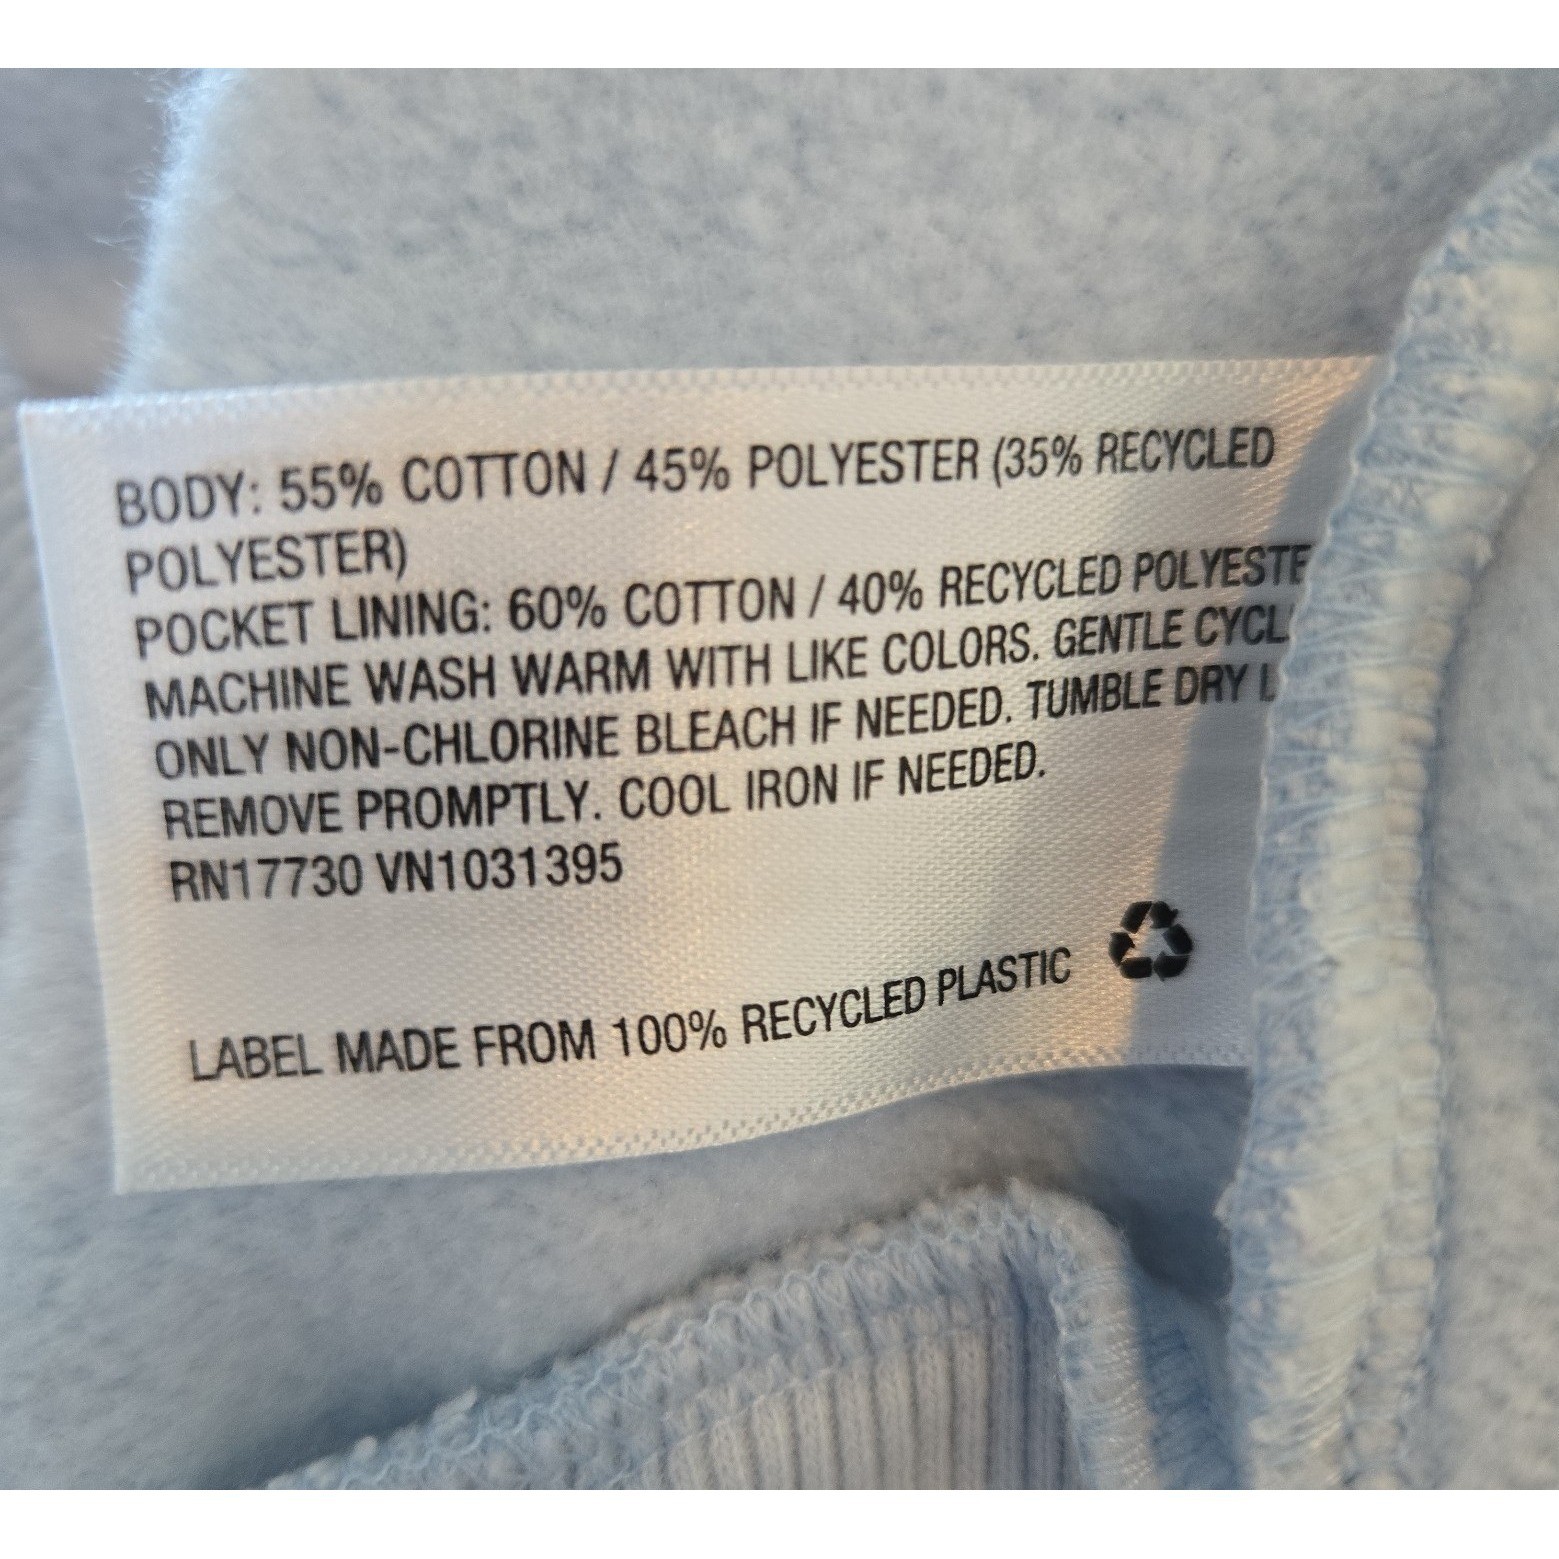 BODY: 55% COTTON / 45% POLYESTER (35% RECYCLED
POLYESTER)
POCKET LINING: 60% COTTON / 40% RECYCLED POLYESTE
MACHINE WASH WARM WITH LIKE COLORS. GENTLE CYCL
ONLY NON-CHLORINE BLEACH IF NEEDED. TUMBLE DRY L
REMOVE PROMPTLY. COOL IRON IF NEEDED.
RN17730 VN1031395
LABEL MADE FROM 100% RECYCLED PLASTIC